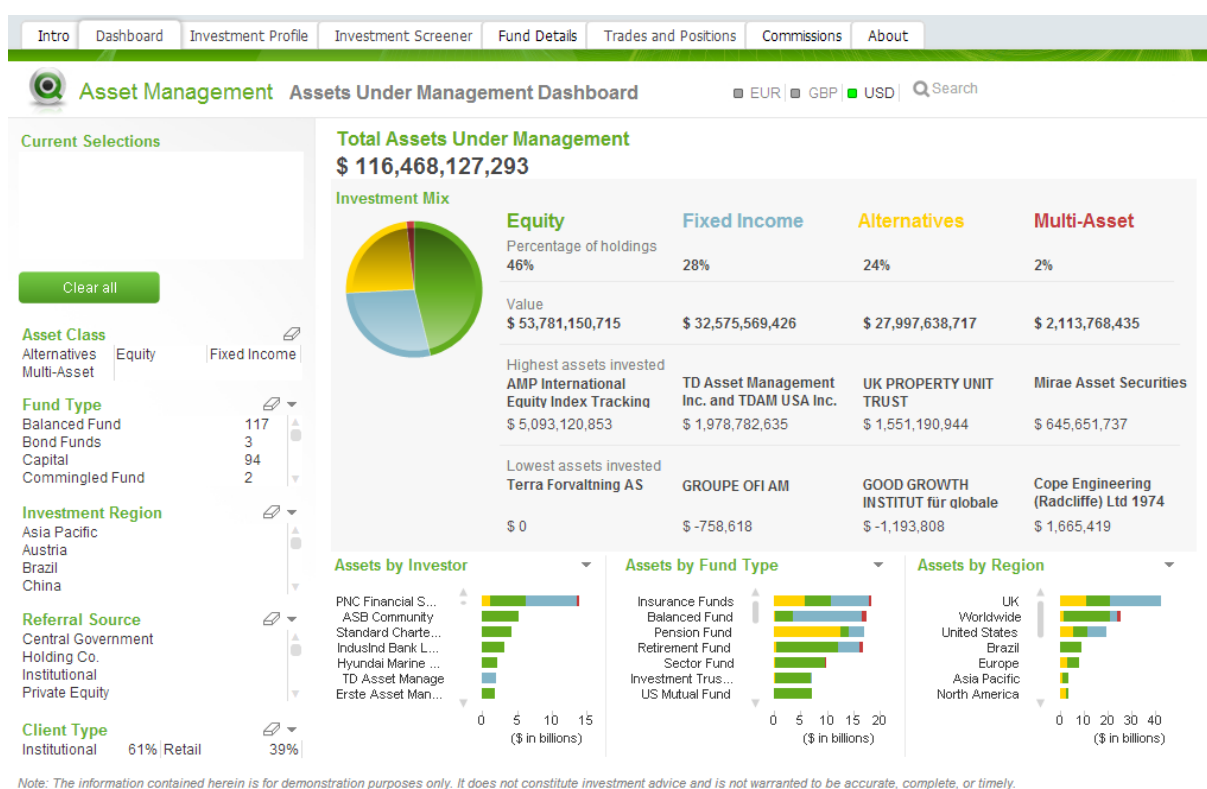 Intro Dashboard Investment Profile Investment Screener Fund Details Trades and Positions Commissions About
Asset Management Assets Under Management Dashboard EUR GBP USD Search
Current Selections
Clear all
Asset Class
Alternatives Equity Fixed Income
Multi-Asset
Fund Type
Balanced Fund 117
Bond Funds 3
Capital 94
Commingled Fund 2
Investment Region
Asia Pacific
Austria
Brazil
China
Referral Source
Central Government
Holding Co.
Institutional
Private Equity
Client Type
Institutional 61% Retail 39%
Total Assets Under Management
$ 116,468,127,293
Investment Mix
Equity Fixed Income Alternatives Multi-Asset
Percentage of holdings
46% 28% 24% 2%
Value
$ 53,781,150,715 $ 32,575,569,426 $ 27,997,638,717 $ 2,113,768,435
Highest assets invested
AMP International TD Asset Management UK PROPERTY UNIT Mirae Asset Securities
Equity Index Tracking Inc. and TDAM USA Inc. TRUST
$ 5,093,120,853 $ 1,978,782,635 $ 1,551,190,944 $ 645,651,737
Lowest assets invested
Terra Forvaltning AS GROUPE OFI AM GOOD GROWTH Cope Engineering
INSTITUT für globale (Radcliffe) Ltd 1974
$ 0 $ -758,618 $ -1,193,808 $ 1,665,419
Assets by Investor
PNC Financial S...
ASB Community
Standard Charte...
IndusInd Bank L...
Hyundai Marine ...
TD Asset Manage
Erste Asset Man...
0 5 10 15
($ in billions)
Assets by Fund Type
Insurance Funds
Balanced Fund
Pension Fund
Retirement Fund
Sector Fund
Investment Trus...
US Mutual Fund
0 5 10 15 20
($ in billions)
Assets by Region
UK
Worldwide
United States
Brazil
Europe
Asia Pacific
North America
0 10 20 30 40
($ in billions)
Note: The information contained herein is for demonstration purposes only. It does not constitute investment advice and is not warranted to be accurate, complete, or timely.